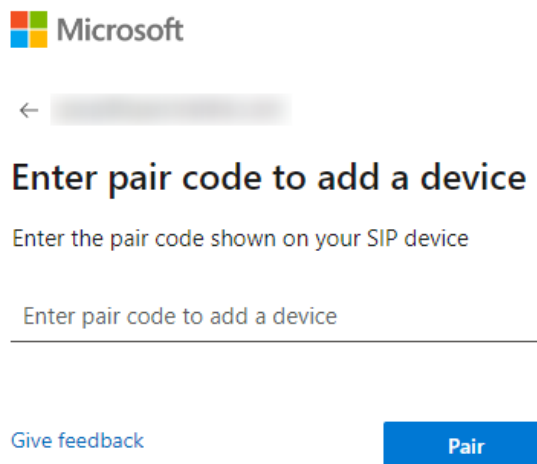 Microsoft
Enter pair code to add a device
Enter the pair code shown on your SIP device
Enter pair code to add a device
Give feedback
Pair